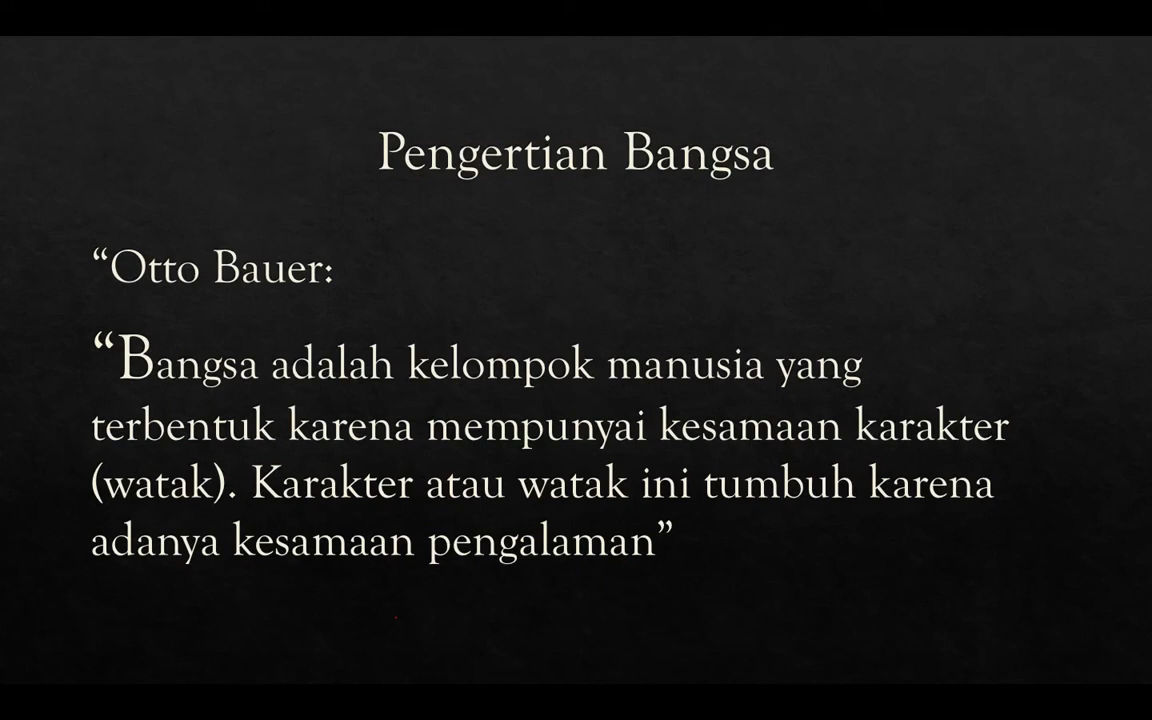 Pengertian Bangsa
“Otto Bauer:
“Bangsa adalah kelompok manusia yang
terbentuk karena mempunyai kesamaan karakter
(watak). Karakter atau watak ini tumbuh karena
adanya kesamaan pengalaman”